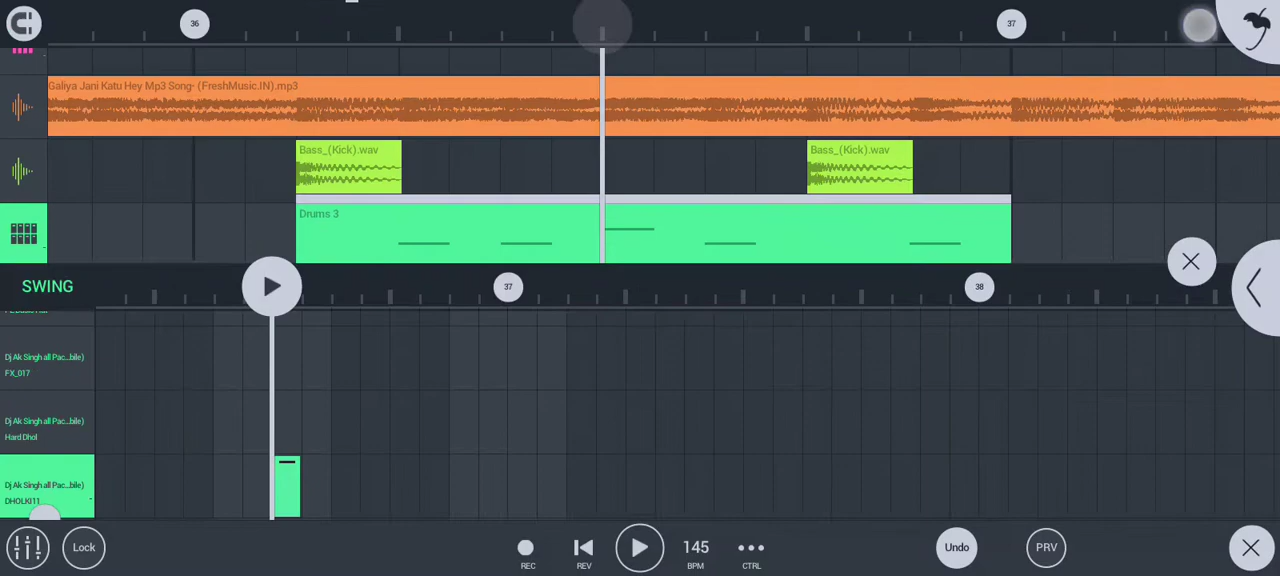 36
37
Galiya Jani Katu Hey Mp3 Song- (FreshMusic.IN).mp3
Bass_(Kick).wav
Bass_(Kick).wav
Drums 3
SWING
37
38
Dj Ak Singh all Pac...bile)
FX_017
Dj Ak Singh all Pac...bile)
Hard Dhol
Dj Ak Singh all Pac...bile)
DHOLKI11
Lock
REC
REV
145
BPM
CTRL
Undo
PRV